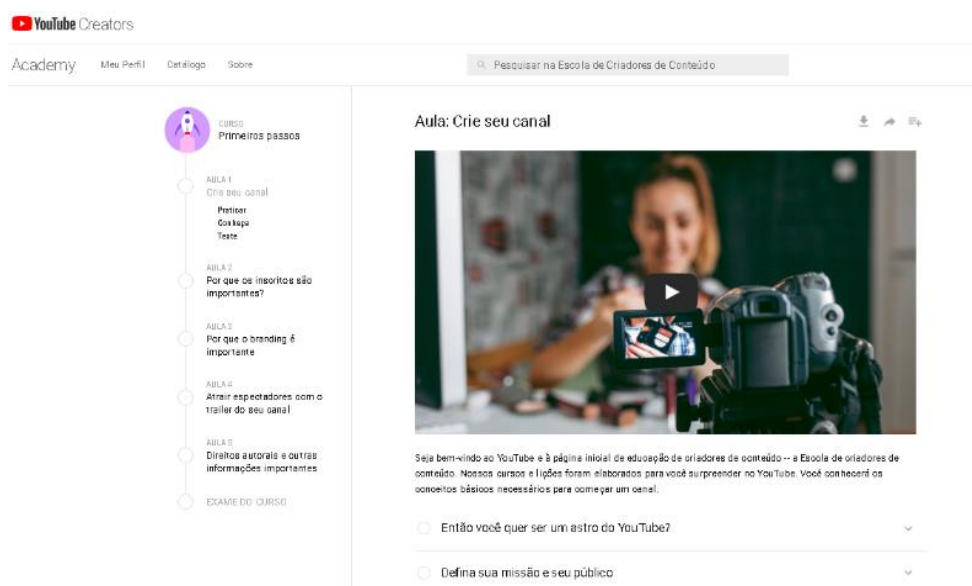 YouTube Creators
Academy Meu Perfil Catálogo Sobre Pesquisar na Escola de Criadores de Conteúdo
CURSO
Primeiros passos
AULA 1
Crie seu canal
Praticar
Conheça
Teste
AULA 2
Por que os inscritos são
importantes?
AULA 3
Por que o branding é
importante
AULA 4
Atrair espectadores com o
trailer do seu canal
AULA 5
Direitos autorais e outras
informações importantes
EXAME DO CURSO
Aula: Crie seu canal
Seja bem-vindo ao YouTube e à página inicial de educação de criadores de conteúdo -- a Escola de criadores de
conteúdo. Nossos cursos e lições foram elaborados para você surpreender no YouTube. Você conhecerá os
conceitos básicos necessários para começar um canal.
Então você quer ser um astro do YouTube?
Defina sua missão e seu público